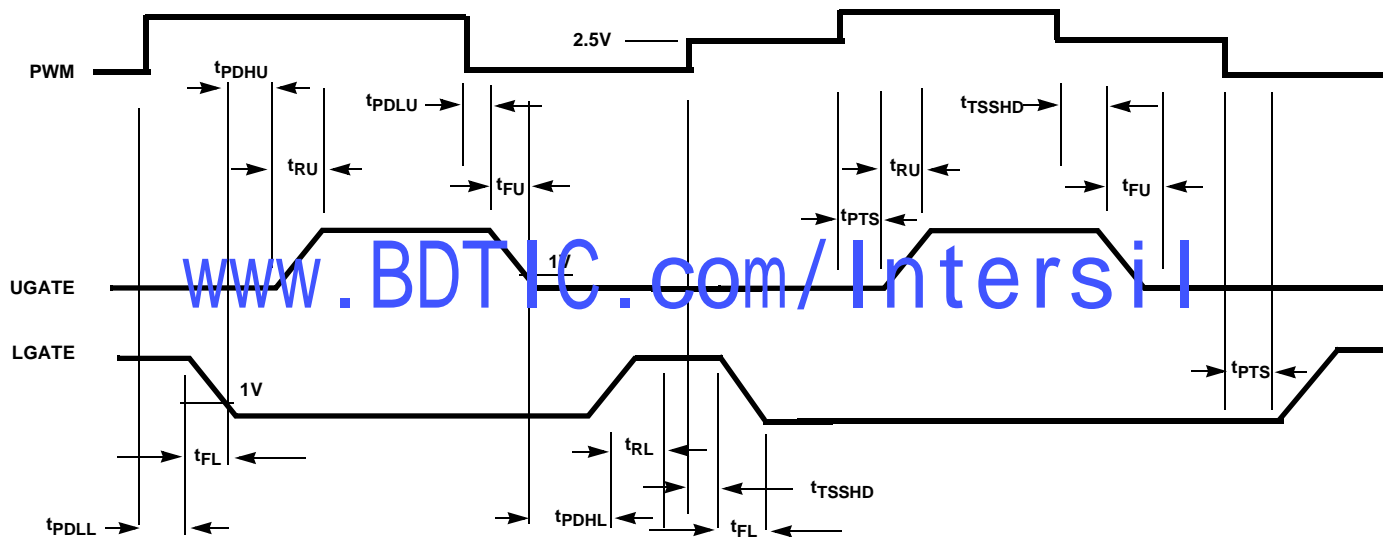 2.5V
PWM
tPDHU
tPDLU
tTSSHD
tRU
tFU
tRU
tFU
tPTS
1V
www.BDTIC.com/Intersil
UGATE
LGATE
tPTS
1V
tRL
tFL
tTSSHD
tPDLL
tPDHL
tFL